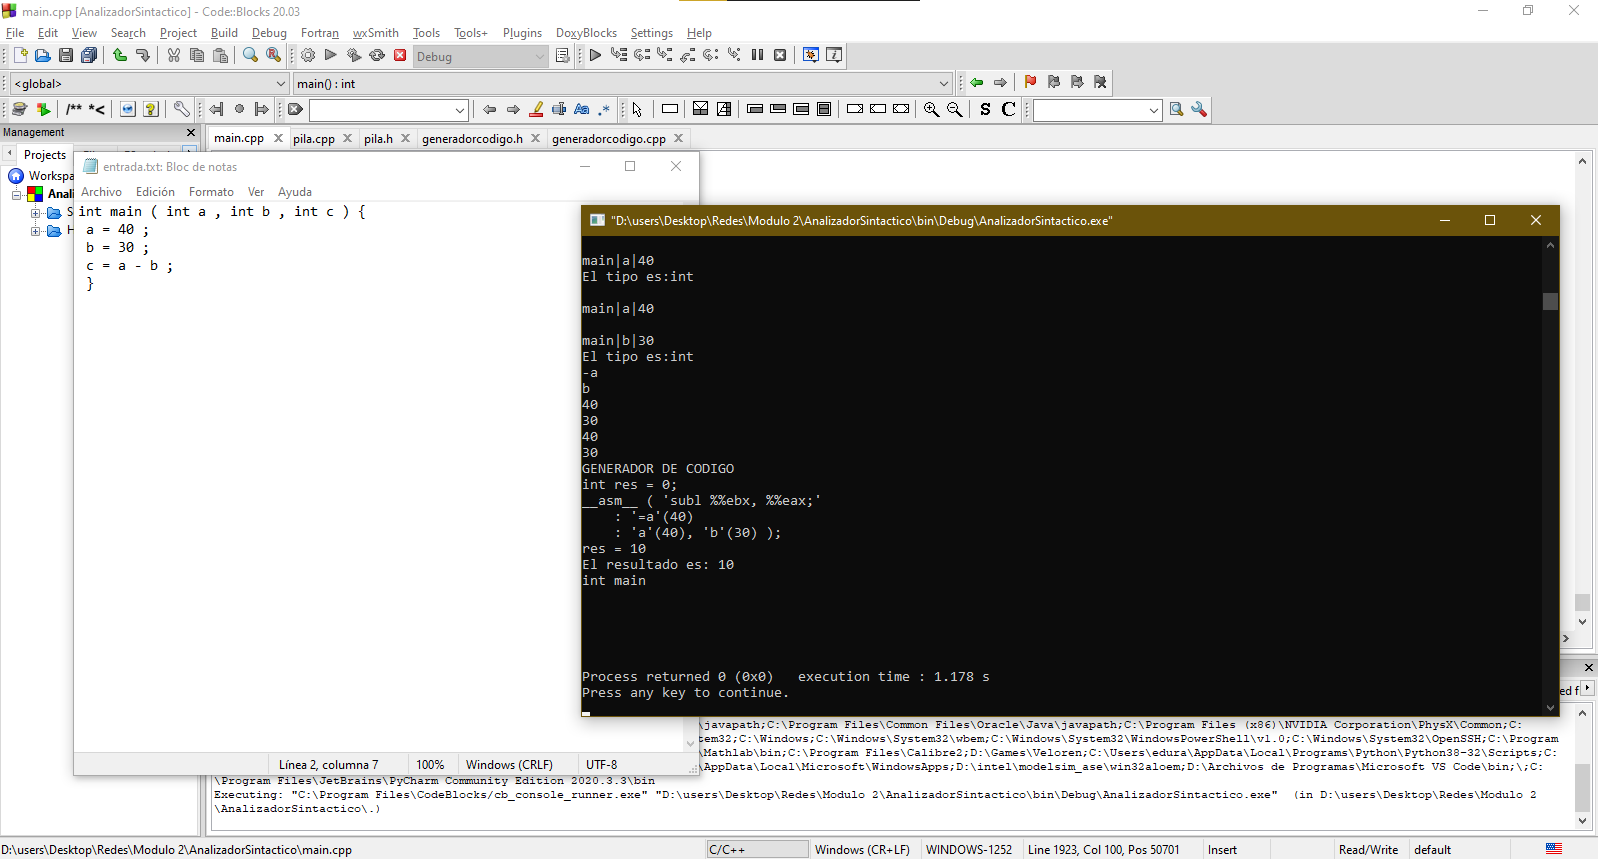 main.cpp [AnalizadorSintactico] - Code::Blocks 20.03
File Edit View Search Project Build Debug Fortran wxSmith Tools Tools+ Plugins DoxyBlocks Settings Help
Debug
<global> main() : int
/** *<
Aa .*
S C
Management
main.cpp pila.cpp pila.h generadorcodigo.h generadorcodigo.cpp
Projects
Workspa
Anali
S
H
entrada.txt: Bloc de notas
Archivo Edición Formato Ver Ayuda
int main ( int a , int b , int c ) {
a = 40 ;
b = 30 ;
c = a - b ;
}
Línea 2, columna 7 100% Windows (CRLF) UTF-8
"D:\users\Desktop\Redes\Modulo 2\AnalizadorSintactico\bin\Debug\AnalizadorSintactico.exe"
main|a|40
El tipo es:int
main|a|40
main|b|30
El tipo es:int
-a
b
40
30
40
30
GENERADOR DE CODIGO
int res = 0;
__asm__ ( 'subl %%ebx, %%eax;'
: '=a'(40)
: 'a'(40), 'b'(30) );
res = 10
El resultado es: 10
int main
Process returned 0 (0x0)   execution time : 1.178 s
Press any key to continue.
ed f
\javapath;C:\Program Files\Common Files\Oracle\Java\javapath;C:\Program Files (x86)\NVIDIA Corporation\PhysX\Common;C:
tem32;C:\Windows;C:\Windows\System32\wbem;C:\Windows\System32\WindowsPowerShell\v1.0;C:\Windows\System32\OpenSSH;C:\Program
\Mathlab\bin;C:\Program Files\Calibre2;D:\Games\Veloren;C:\Users\edura\AppData\Local\Programs\Python\Python38-32\Scripts;C:
\AppData\Local\Microsoft\WindowsApps;D:\intel\modelsim_ase\win32aloem;D:\Archivos de Programas\Microsoft VS Code\bin;\;C:
\Program Files\JetBrains\PyCharm Community Edition 2020.3.3\bin
Executing: "C:\Program Files\CodeBlocks/cb_console_runner.exe" "D:\users\Desktop\Redes\Modulo 2\AnalizadorSintactico\bin\Debug\AnalizadorSintactico.exe"  (in D:\users\Desktop\Redes\Modulo 2
\AnalizadorSintactico\.)
D:\users\Desktop\Redes\Modulo 2\AnalizadorSintactico\main.cpp C/C++ Windows (CR+LF) WINDOWS-1252 Line 1923, Col 100, Pos 50701 Insert Read/Write default